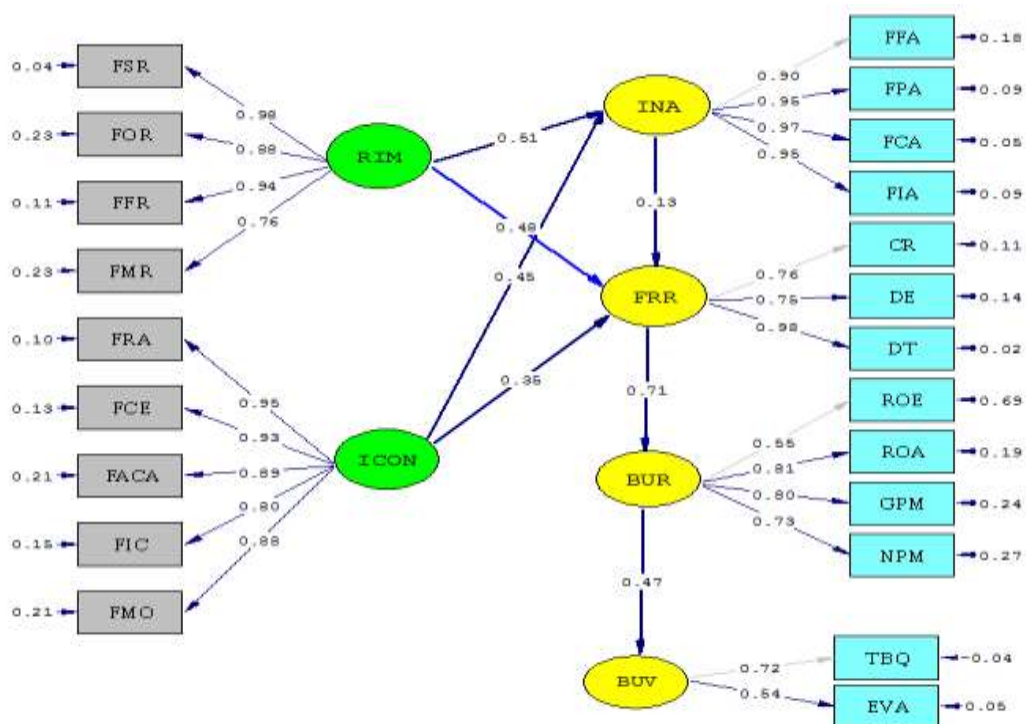 0.04 FSR
0.23 FOR
0.11 FFR
0.23 FMR
0.10 FRA
0.13 FCE
0.21 FACA
0.15 FIC
0.21 FMO
0.98
0.88
0.94
0.76
0.95
0.93
0.89
0.80
0.88
RIM
ICON
0.51
0.48
0.45
0.35
INA
0.13
FRR
0.71
BUR
0.47
BUV
0.90
0.95
0.97
0.95
0.76
0.75
0.98
0.55
0.81
0.80
0.73
0.72
0.54
FFA 0.18
FPA 0.09
FCA 0.05
FIA 0.09
CR 0.11
DE 0.14
DT 0.02
ROE 0.69
ROA 0.19
GPM 0.24
NPM 0.27
TBQ 0.04
EVA 0.05